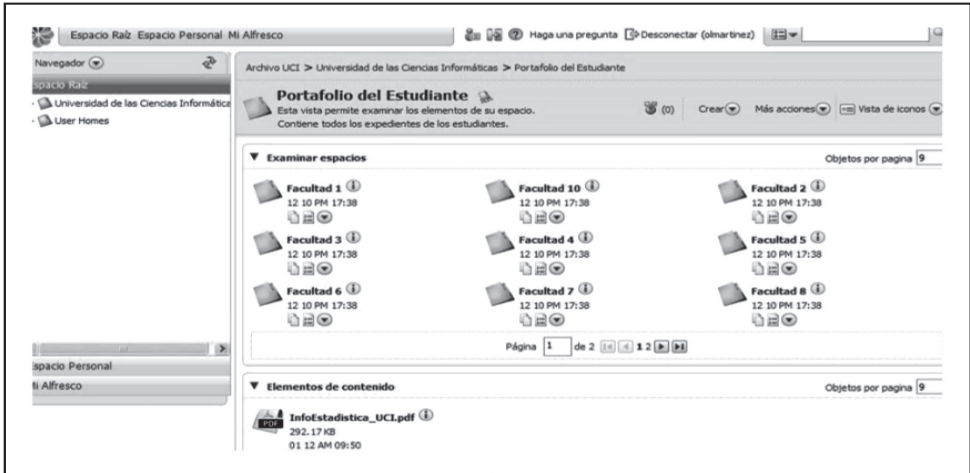 Espacio Raíz Espacio Personal Mi Alfresco
Haga una pregunta Desconectar (olmartinez)
Navegador
Archivo UCI > Universidad de las Ciencias Informáticas > Portafolio del Estudiante
spacio Raíz
Universidad de las Ciencias Informática
User Homes
Portafolio del Estudiante
Esta vista permite examinar los elementos de su espacio.
Contiene todos los expedientes de los estudiantes.
(0) Crear Más acciones Vista de iconos
Examinar espacios
Objetos por pagina 9
Facultad 1 Facultad 10 Facultad 2
12 10 PM 17:38 12 10 PM 17:38 12 10 PM 17:38
Facultad 3 Facultad 4 Facultad 5
12 10 PM 17:38 12 10 PM 17:38 12 10 PM 17:38
Facultad 6 Facultad 7 Facultad 8
12 10 PM 17:38 12 10 PM 17:38 12 10 PM 17:38
Página 1 de 2 1 2
spacio Personal
Mi Alfresco
Elementos de contenido
Objetos por pagina 9
PDF
InfoEstadistica_UCI.pdf
292.17 KB
01 12 AM 09:50